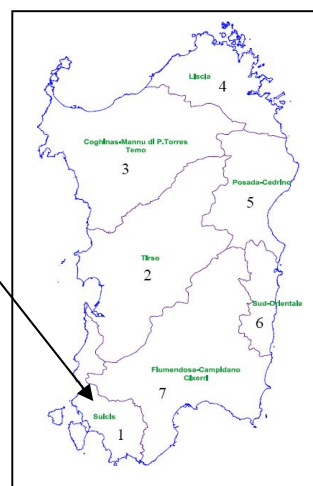 Liscia
4
Coghinas-Mannu di P.Torres
Temo
3
Posada-Cedrino
5
Tirso
2
Sud-Orientale
6
Flumendosa-Campidano
Cixerri
7
Sulcis
1